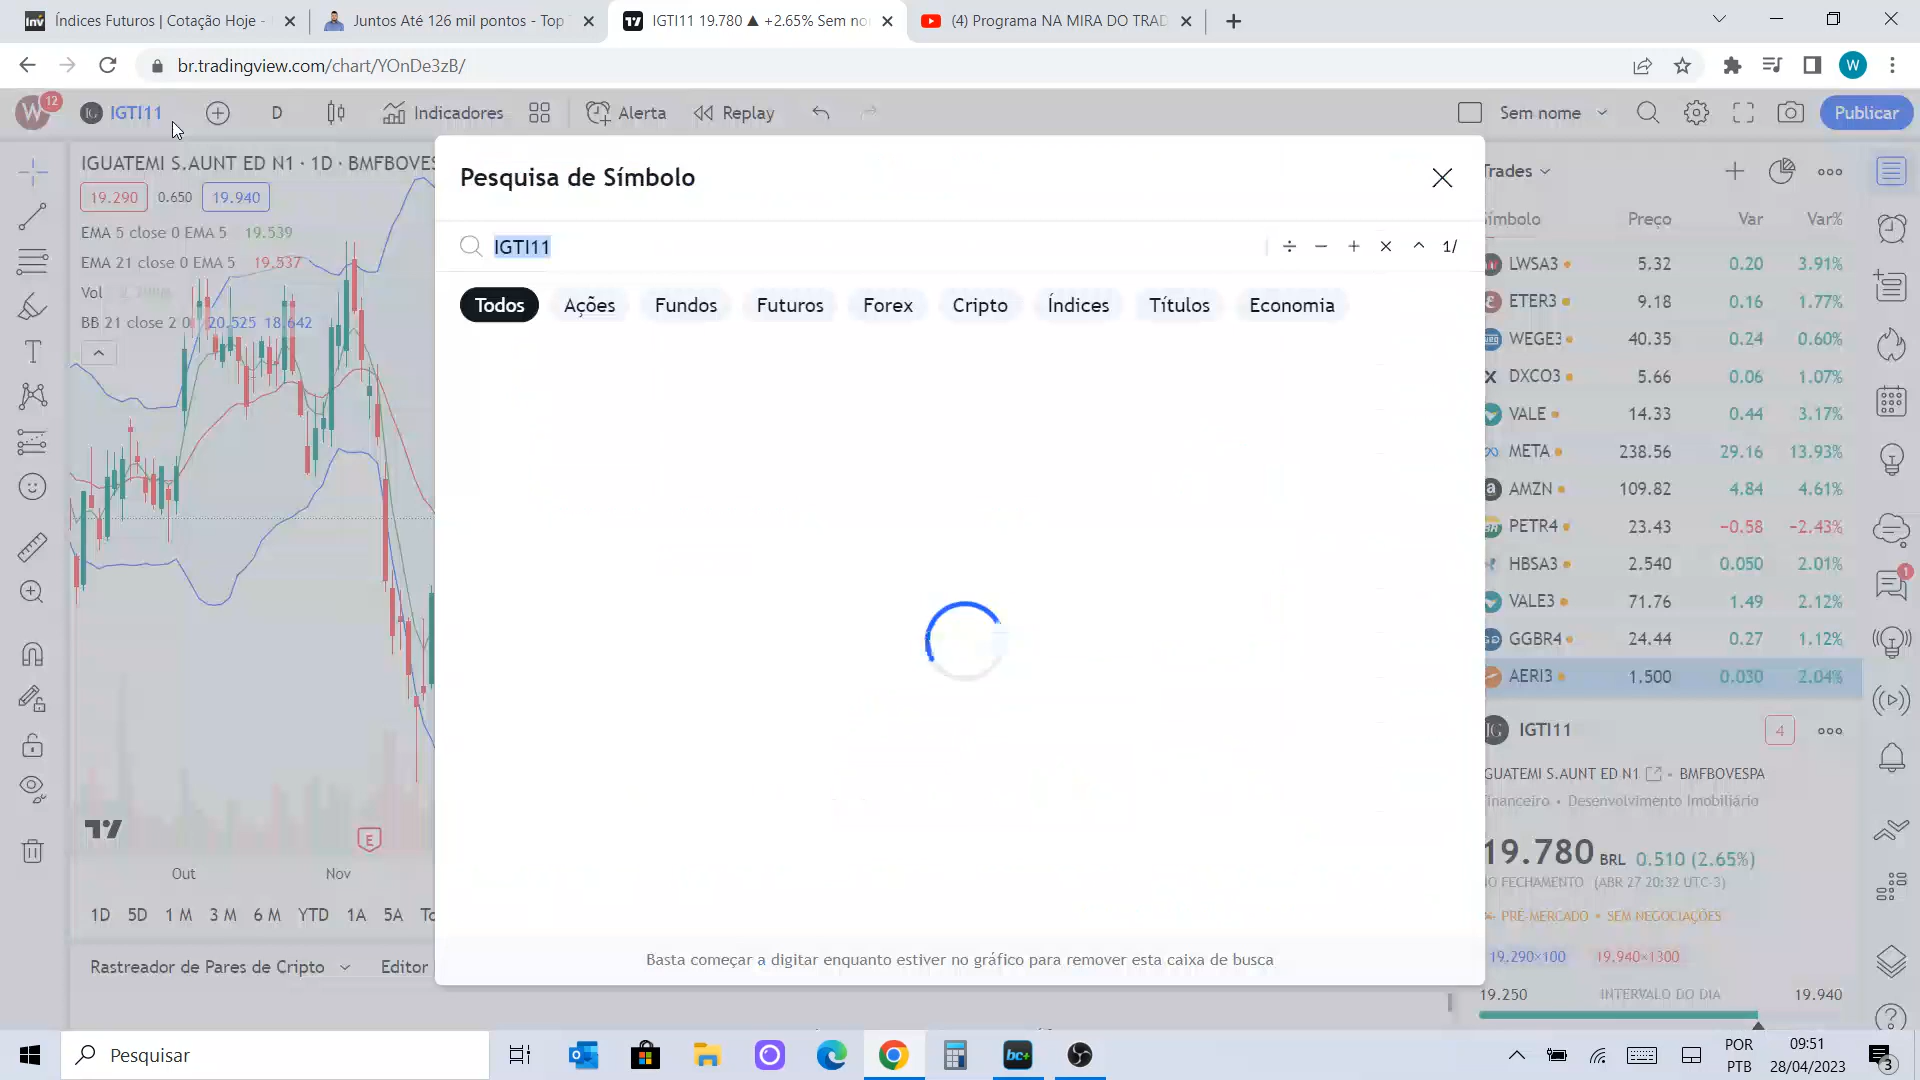 Índices Futuros | Cotação Hoje -
Juntos Até 126 mil pontos - Top
IGTI11 19.780 ▲ +2.65% Sem no
(4) Programa NA MIRA DO TRAD
br.tradingview.com/chart/YOnDe3zB/
W
W 12
IGTI11
D
Indicadores
Alerta
Replay
Sem nome
Publicar
IGUATEMI S.AUNT ED N1 · 1D · BMFBOVES
19.290 0.650 19.940
EMA 5 close 0 EMA 5 19.539
EMA 21 close 0 EMA 5 19.537
Vol
BB 21 close 2 0 20.525 18.642
Pesquisa de Símbolo
IGTI11
÷ − + × ^ 1/
Todos Ações Fundos Futuros Forex Cripto Índices Títulos Economia
Basta começar a digitar enquanto estiver no gráfico para remover esta caixa de busca
E
Out Nov
1D 5D 1 M 3 M 6 M YTD 1A 5A
Rastreador de Pares de Cripto Editor
Trades
Símbolo Preço Var Var%
LWSA3 5.32 0.20 3.91%
ETER3 9.18 0.16 1.77%
WEGE3 40.35 0.24 0.60%
DXCO3 5.66 0.06 1.07%
VALE 14.33 0.44 3.17%
META 238.56 29.16 13.93%
AMZN 109.82 4.84 4.61%
PETR4 23.43 −0.58 −2.43%
HBSA3 2.540 0.050 2.01%
VALE3 71.76 1.49 2.12%
GGBR4 24.44 0.27 1.12%
AERI3 1.500 0.030 2.04%
IGTI11 4
GUATEMI S.AUNT ED N1 • BMFBOVESPA
Financeiro • Desenvolvimento Imobiliário
19.780 BRL 0.510 (2.65%)
NO FECHAMENTO (ABR 27 20:32 UTC-3)
PRÉ-MERCADO • SEM NEGOCIAÇÕES
19.290×100 19.940×1300
19.250 INTERVALO DO DIA 19.940
1
Pesquisar
bc+
POR
PTB
09:51
28/04/2023
3